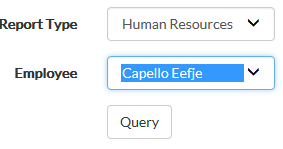 Report Type Human Resources
Employee Capello Eefje
Query